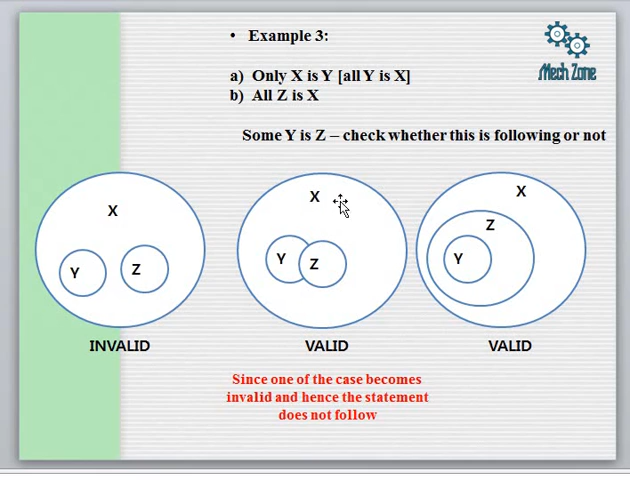 • Example 3:
Mech Zone
a) Only X is Y [all Y is X]
b) All Z is X
Some Y is Z – check whether this is following or not
X
Y
Z
INVALID
X
Y
Z
VALID
X
Z
Y
VALID
Since one of the case becomes
invalid and hence the statement
does not follow